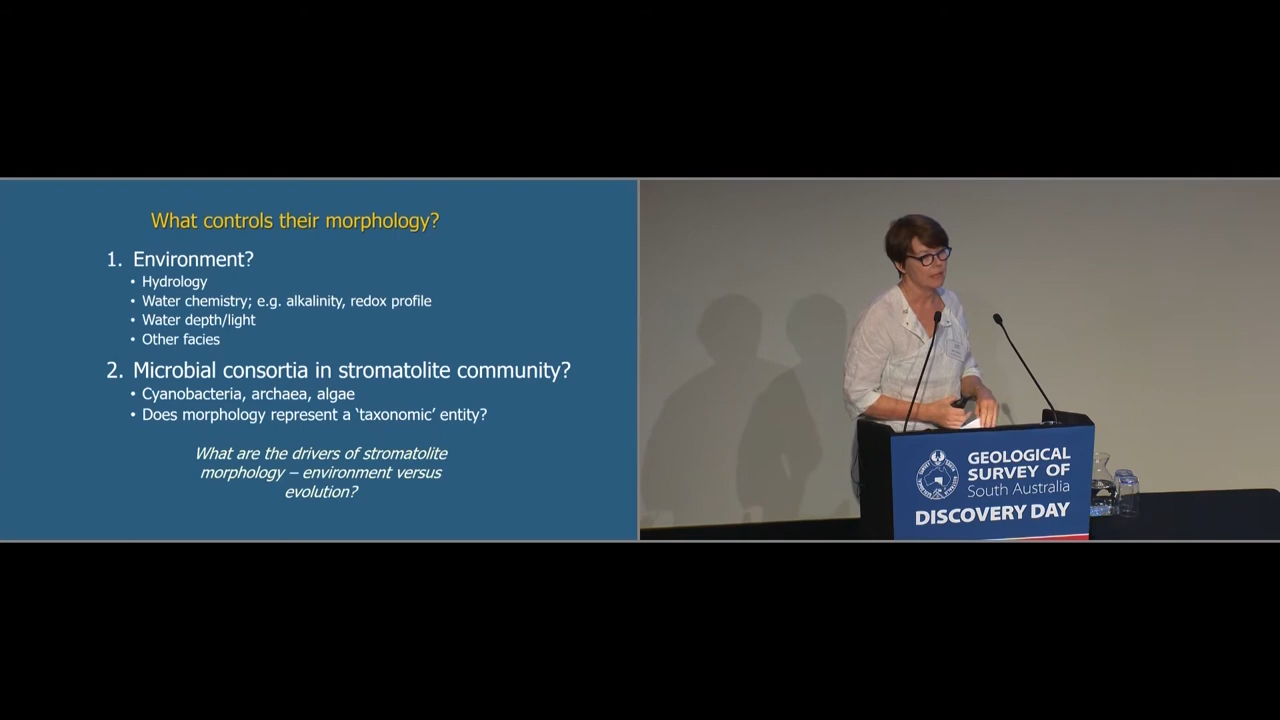 What controls their morphology?
1. Environment?
• Hydrology
• Water chemistry; e.g. alkalinity, redox profile
• Water depth/light
• Other facies
2. Microbial consortia in stromatolite community?
• Cyanobacteria, archaea, algae
• Does morphology represent a ‘taxonomic’ entity?
What are the drivers of stromatolite
morphology – environment versus
evolution?
GEOLOGICAL
SURVEY OF
South Australia
DISCOVERY DAY